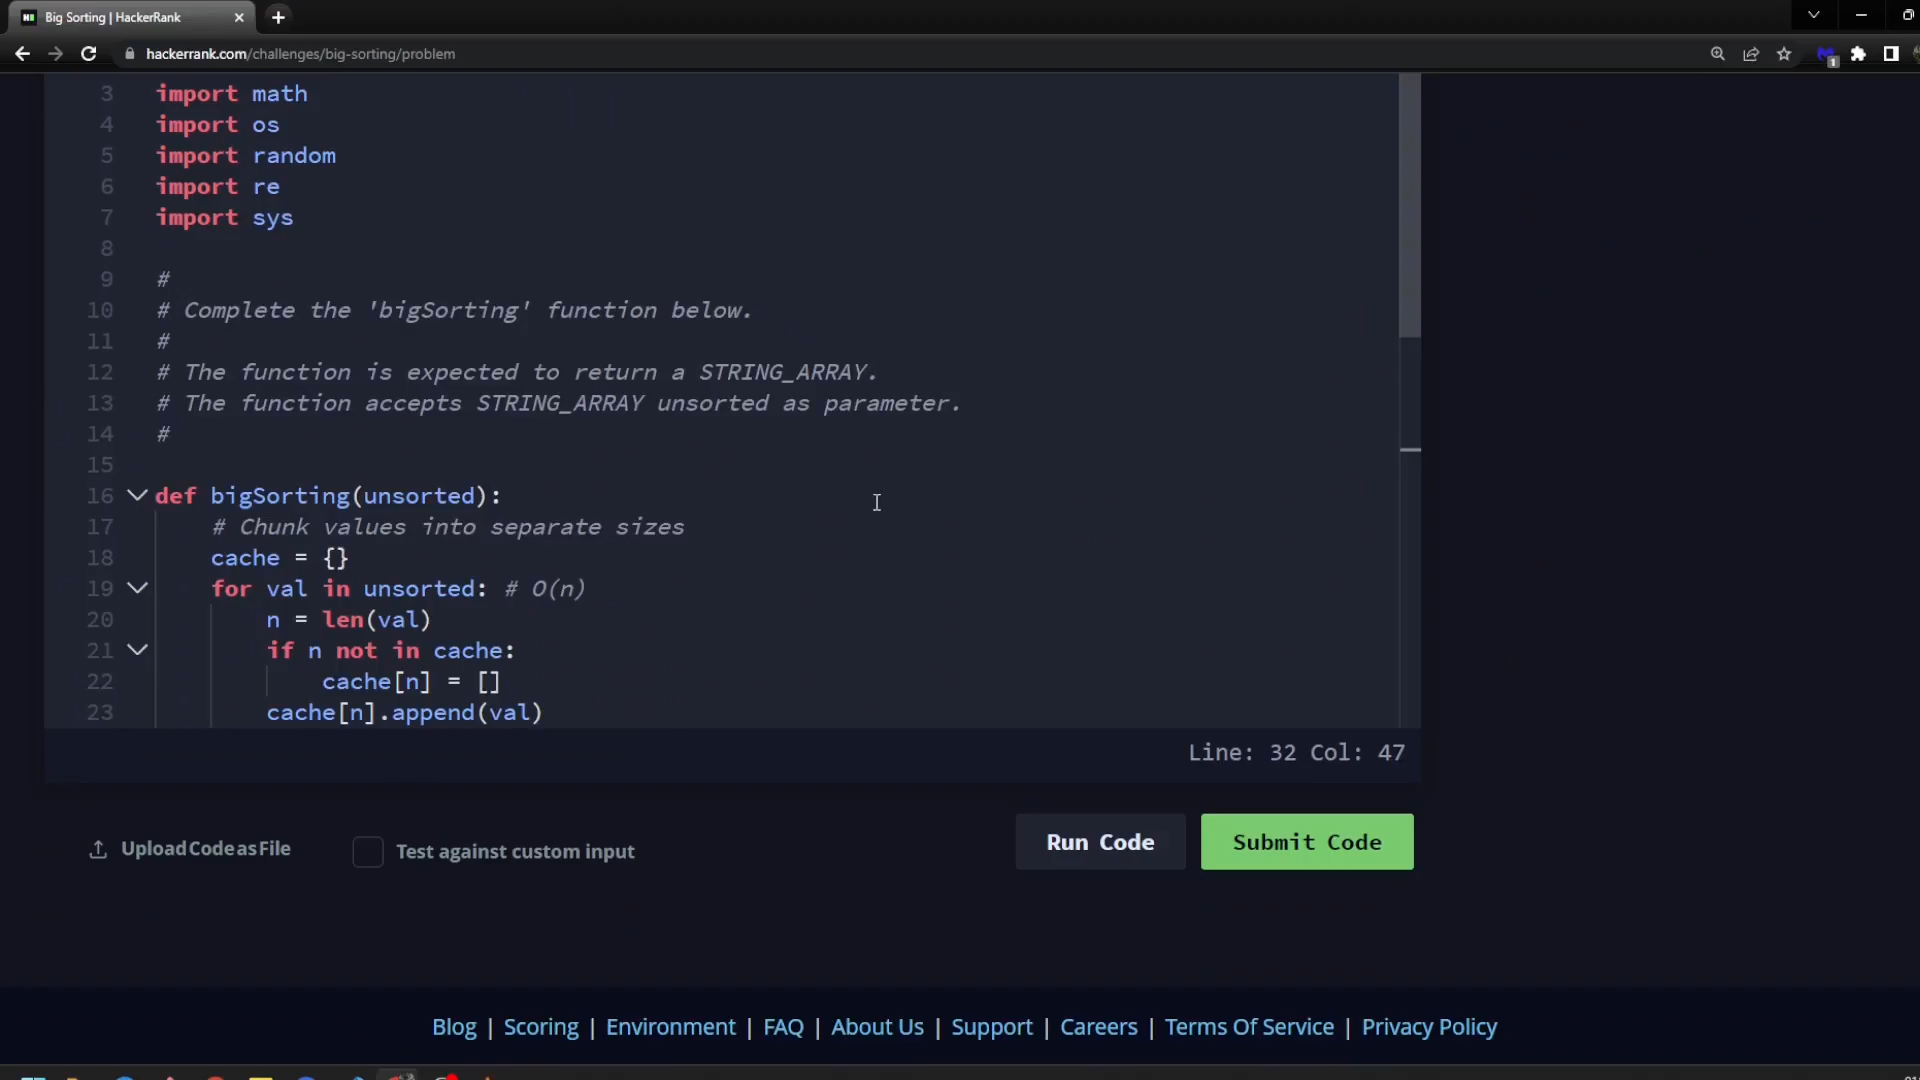 Big Sorting | HackerRank
hackerrank.com/challenges/big-sorting/problem
1
3 import math
4 import os
5 import random
6 import re
7 import sys
8
9 #
10 # Complete the 'bigSorting' function below.
11 #
12 # The function is expected to return a STRING_ARRAY.
13 # The function accepts STRING_ARRAY unsorted as parameter.
14 #
15
16 def bigSorting(unsorted):
17 # Chunk values into separate sizes
18 cache = {}
19 for val in unsorted: # O(n)
20 n = len(val)
21 if n not in cache:
22 cache[n] = []
23 cache[n].append(val)
Line: 32 Col: 47
Upload Code as File
Test against custom input
Run Code
Submit Code
Blog | Scoring | Environment | FAQ | About Us | Support | Careers | Terms Of Service | Privacy Policy